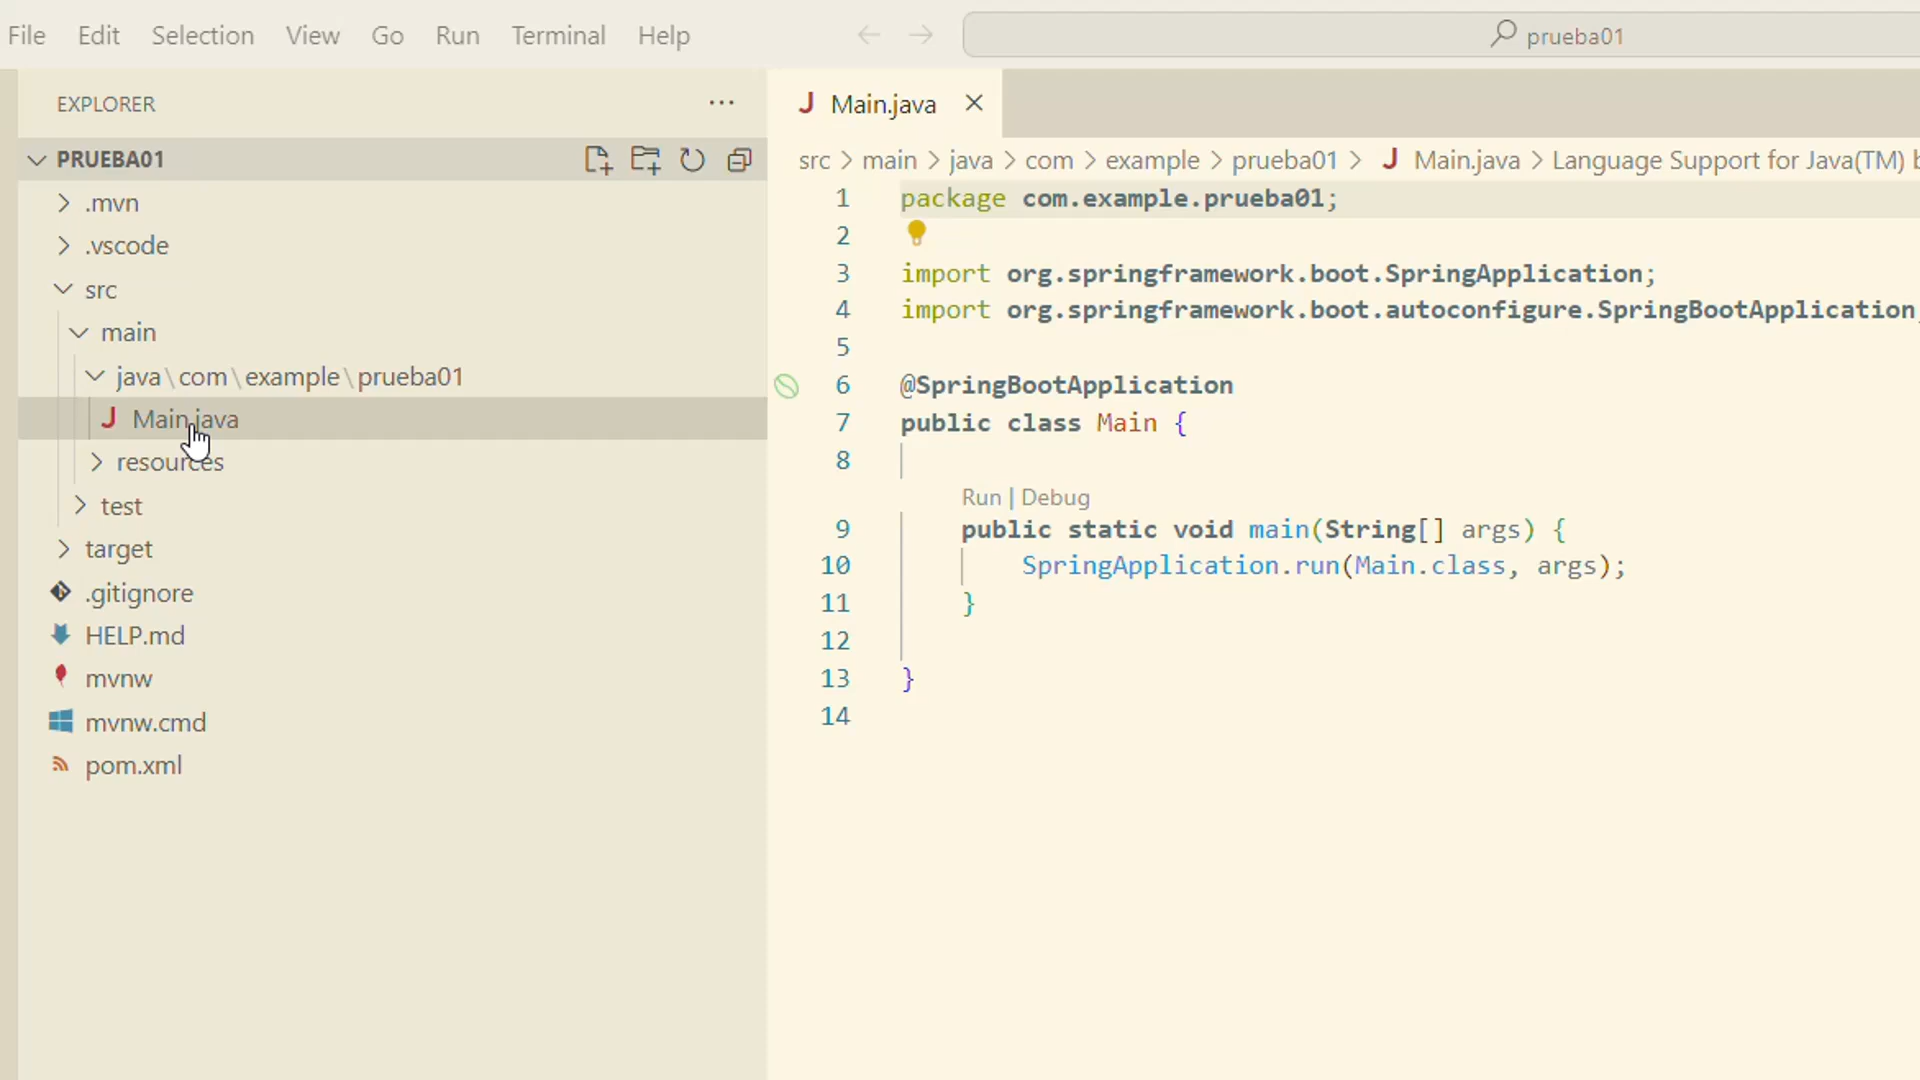 File Edit Selection View Go Run Terminal Help
prueba01
EXPLORER
PRUEBA01
.mvn
.vscode
src
main
java\com\example\prueba01
Main.java
resources
test
target
.gitignore
HELP.md
mvnw
mvnw.cmd
pom.xml
Main.java
src > main > java > com > example > prueba01 > Main.java > Language Support for Java(TM) b
1 package com.example.prueba01;
2
3 import org.springframework.boot.SpringApplication;
4 import org.springframework.boot.autoconfigure.SpringBootApplication;
5
6 @SpringBootApplication
7 public class Main {
8
Run | Debug
9 public static void main(String[] args) {
10 SpringApplication.run(Main.class, args);
11 }
12
13 }
14